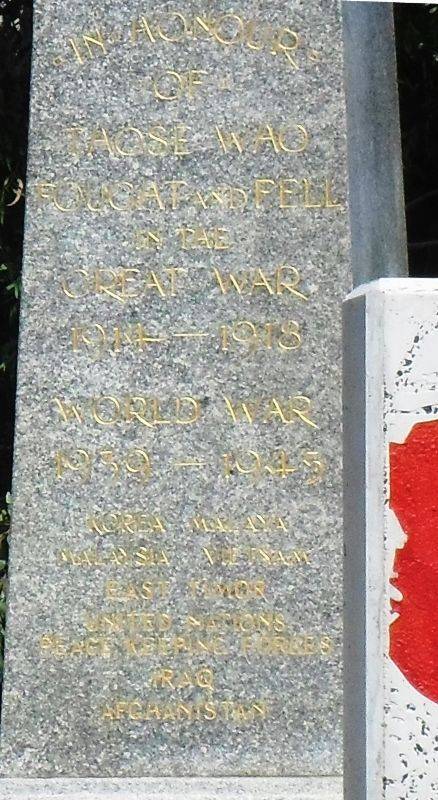 IN HONOUR
OF
THOSE WHO
FOUGHT AND FELL
IN THE
GREAT WAR
1914 — 1918
WORLD WAR
1939 — 1945
KOREA MALAYA
MALAYSIA VIETNAM
EAST TIMOR
UNITED NATIONS
PEACE KEEPING FORCES
IRAQ
AFGHANISTAN